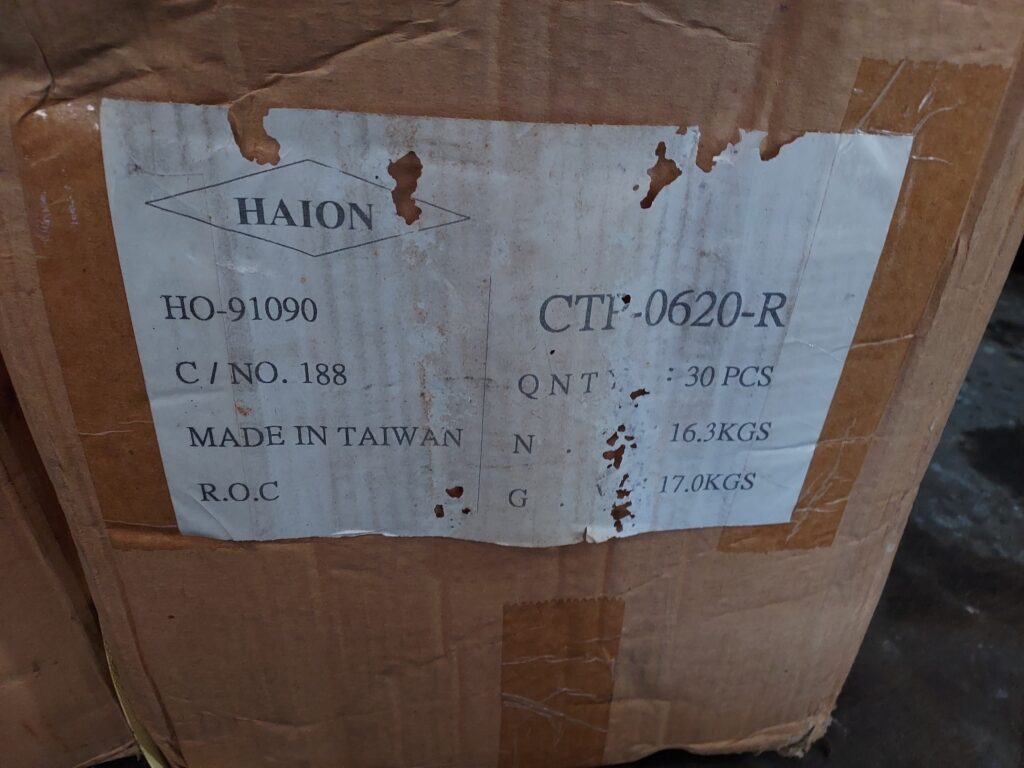 HAION
HO-91090
C / NO. 188
MADE IN TAIWAN
R.O.C
CTP-0620-R
QNT : 30 PCS
N . 16.3KGS
G . 17.0KGS